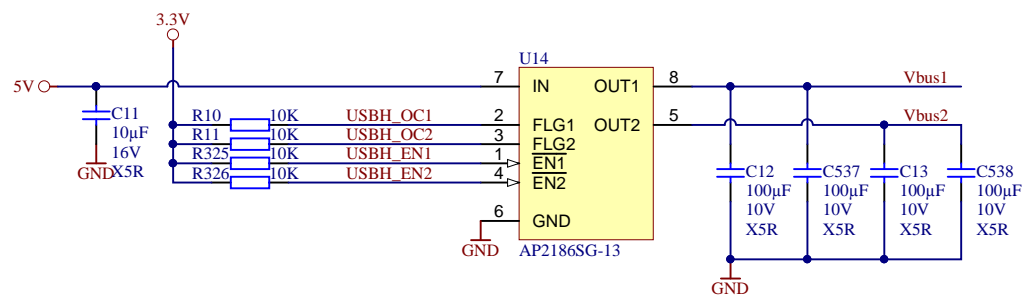 3.3V
U14
5V
7
IN
OUT1
8
Vbus1
C11
10µF
16V
X5R
GND
R10
10K
USBH_OC1
2
FLG1
OUT2
5
Vbus2
R11
10K
USBH_OC2
3
FLG2
R325
10K
USBH_EN1
1
EN1
R326
10K
USBH_EN2
4
EN2
6
GND
GND
AP2186SG-13
C12
100µF
10V
X5R
C537
100µF
10V
X5R
C13
100µF
10V
X5R
C538
100µF
10V
X5R
GND